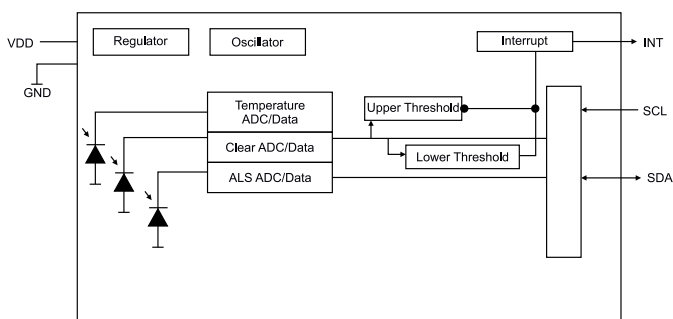 VDD
Regulator
Oscillator
Interrupt
INT
GND
Temperature
ADC/Data
Upper Threshold
SCL
Clear ADC/Data
Lower Threshold
ALS ADC/Data
SDA